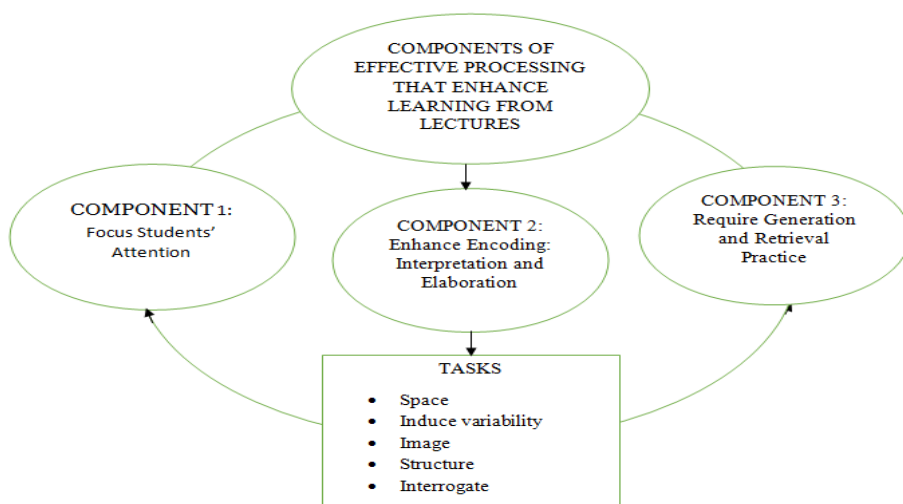 COMPONENTS OF
EFFECTIVE PROCESSING
THAT ENHANCE
LEARNING FROM
LECTURES
COMPONENT 1:
Focus Students’
Attention
COMPONENT 2:
Enhance Encoding:
Interpretation and
Elaboration
COMPONENT 3:
Require Generation
and Retrieval
Practice
TASKS
• Space
• Induce variability
• Image
• Structure
• Interrogate